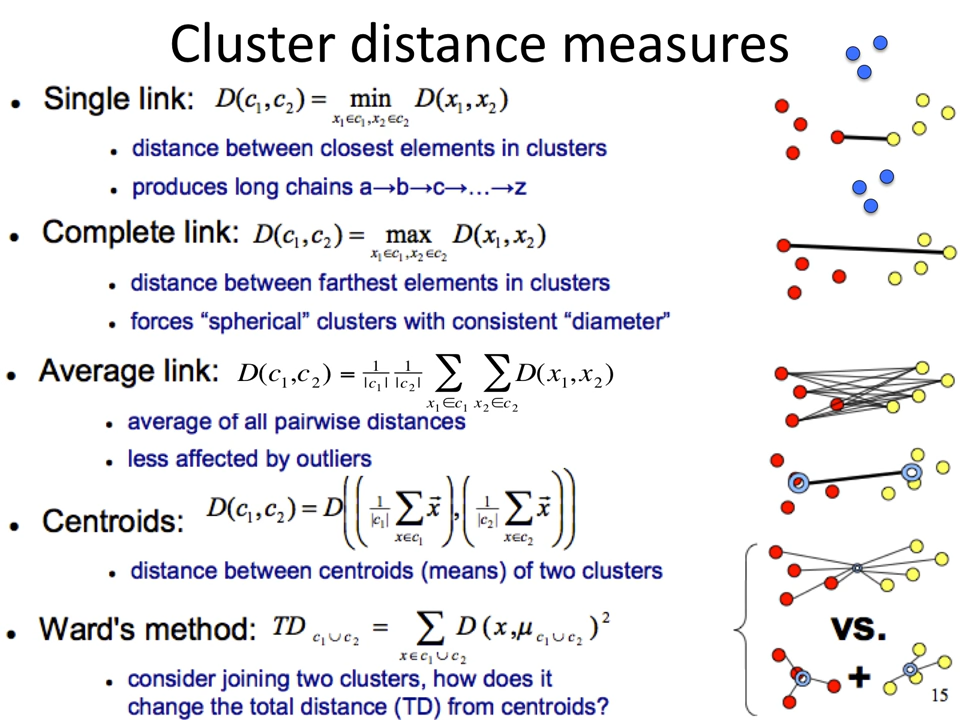 Cluster distance measures
• Single link: D(c₁,c₂) = min x₁∈c₁,x₂∈c₂ D(x₁,x₂)
• distance between closest elements in clusters
• produces long chains a→b→c→…→z
• Complete link: D(c₁,c₂) = max x₁∈c₁,x₂∈c₂ D(x₁,x₂)
• distance between farthest elements in clusters
• forces “spherical” clusters with consistent “diameter”
• Average link: D(c₁,c₂) = 1/|c₁| 1/|c₂| ∑ x₁∈c₁ ∑ x₂∈c₂ D(x₁,x₂)
• average of all pairwise distances
• less affected by outliers
• Centroids: D(c₁,c₂) = D((1/|c₁| ∑ x∈c₁ x⃗),(1/|c₂| ∑ x∈c₂ x⃗))
• distance between centroids (means) of two clusters
• Ward's method: TD c₁∪c₂ = ∑ x∈c₁∪c₂ D(x,μ c₁∪c₂)²
• consider joining two clusters, how does it
change the total distance (TD) from centroids?
vs.
+
15